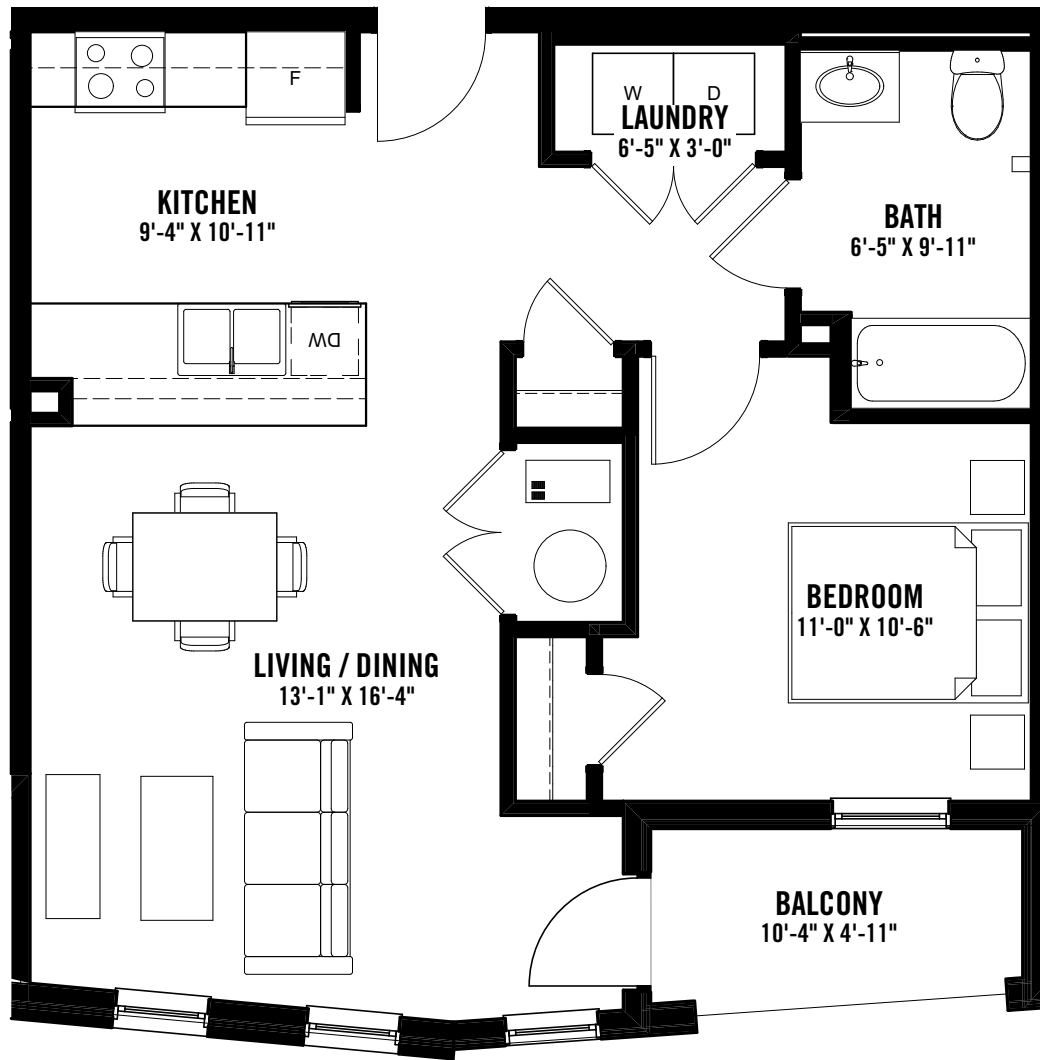 F
W D
LAUNDRY
6'-5" X 3'-0"
KITCHEN
9'-4" X 10'-11"
BATH
6'-5" X 9'-11"
DW
BEDROOM
11'-0" X 10'-6"
LIVING / DINING
13'-1" X 16'-4"
BALCONY
10'-4" X 4'-11"